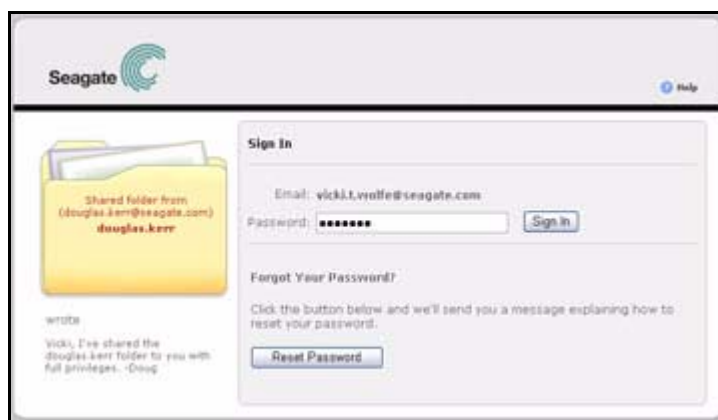 Seagate
Help
Shared folder from
(douglas.kerr@seagate.com)
douglas.kerr
wrote
Vicki, I've shared the
douglas.kerr folder to you with
full privileges. -Doug
Sign In
Email: vicki.t.wolfe@seagate.com
Password: •••••••
Sign In
Forgot Your Password?
Click the button below and we'll send you a message explaining how to
reset your password.
Reset Password